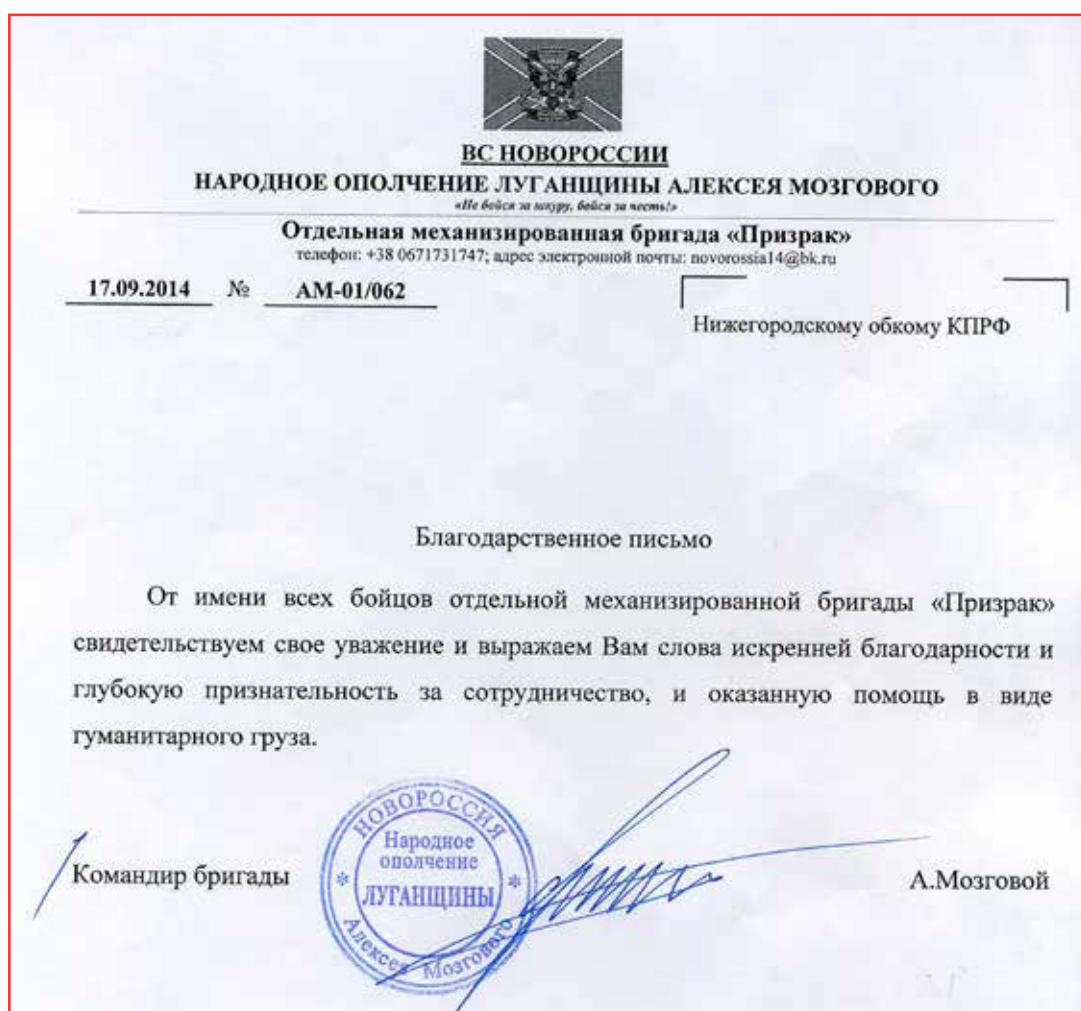 ВС НОВОРОССИИ
НАРОДНОЕ ОПОЛЧЕНИЕ ЛУГАНЩИНЫ АЛЕКСЕЯ МОЗГОВОГО
«Не бойся за шкуру, бойся за честь!»
Отдельная механизированная бригада «Призрак»
телефон: +38 0671731747; адрес электронной почты: novorossia14@bk.ru
17.09.2014 № АМ-01/062
Нижегородскому обкому КПРФ
Благодарственное письмо
От имени всех бойцов отдельной механизированной бригады «Призрак»
свидетельствуем свое уважение и выражаем Вам слова искренней благодарности и
глубокую признательность за сотрудничество, и оказанную помощь в виде
гуманитарного груза.
НОВОРОССИЯ
Народное
ополчение
ЛУГАНЩИНЫ
Алексея Мозгового
Командир бригады
А.Мозговой